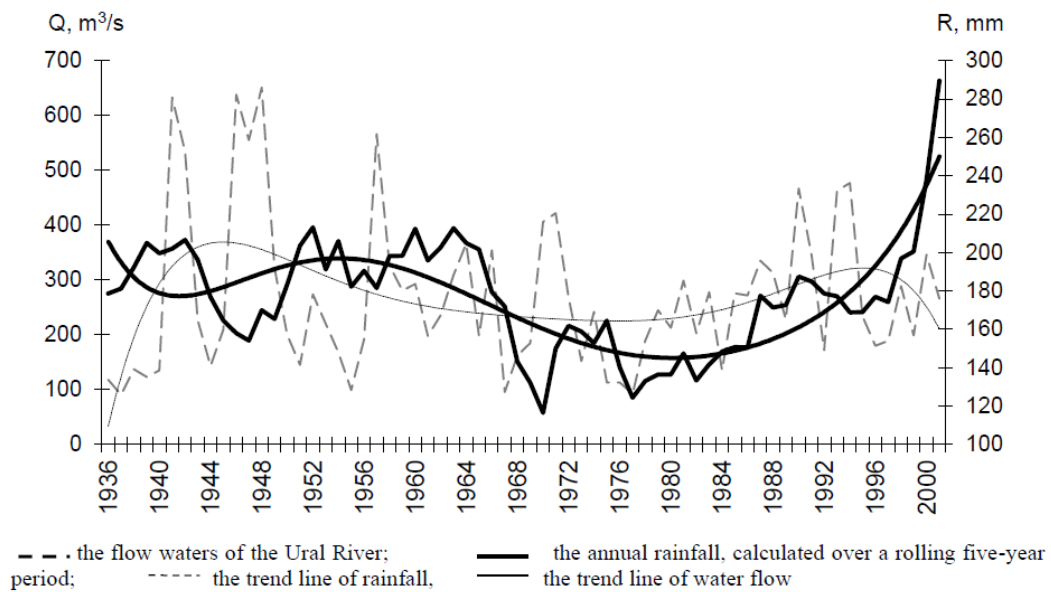 Q, m³/s R, mm
700 300
600 280
500 260
400 240
300 220
200 200
100 180
0 160
140
120
100
1936 1940 1944 1948 1952 1956 1960 1964 1968 1972 1976 1980 1984 1988 1992 1996 2000
the flow waters of the Ural River; the annual rainfall, calculated over a rolling five-year
period; the trend line of rainfall, the trend line of water flow